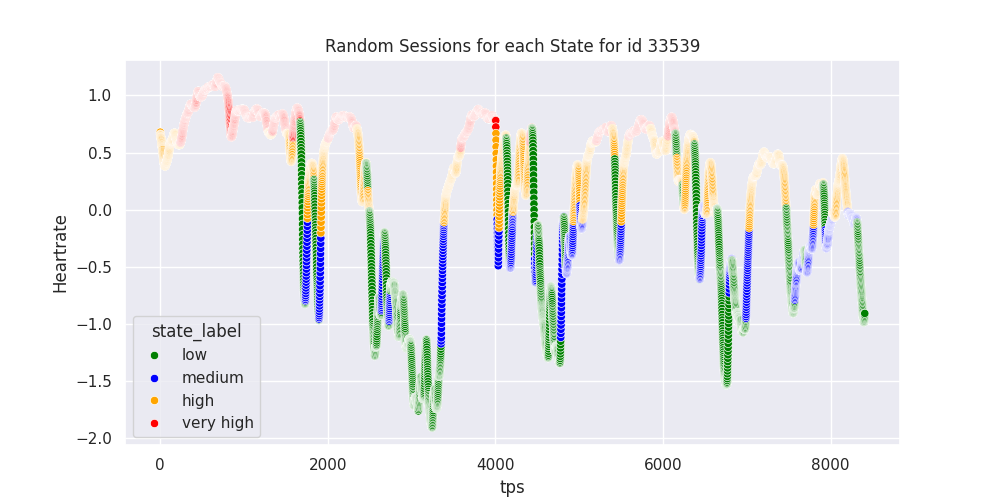 Random Sessions for each State for id 33539
Heartrate
1.0
0.5
0.0
−0.5
−1.0
−1.5
−2.0
state_label
low
medium
high
very high
0 2000 4000 6000 8000
tps